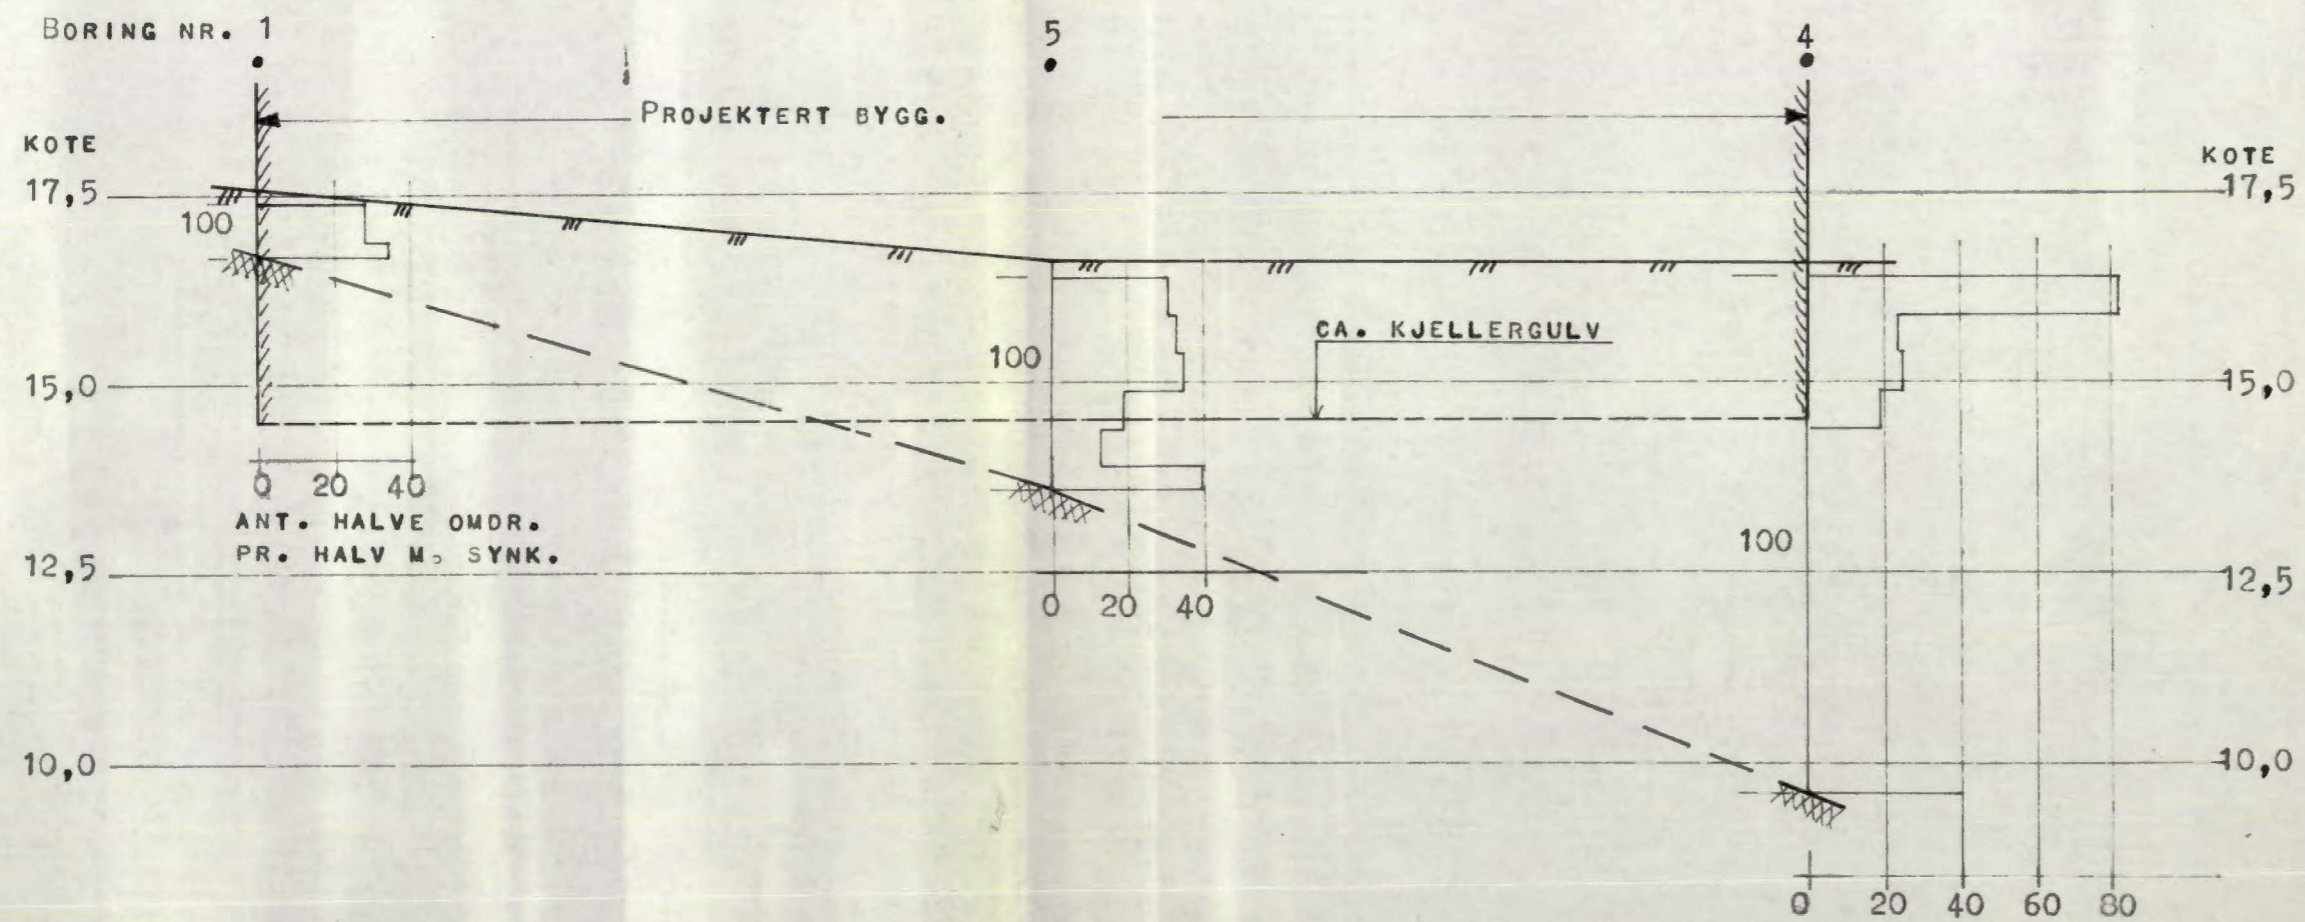 BORING NR. 1
5
4
PROJEKTERT BYGG.
KOTE
KOTE
17,5
17,5
100
CA. KJELLERGULV
100
15,0
15,0
0 20 40
ANT. HALVE OMDR.
PR. HALV M. SYNK.
100
12,5
12,5
0 20 40
10,0
10,0
0 20 40 60 80